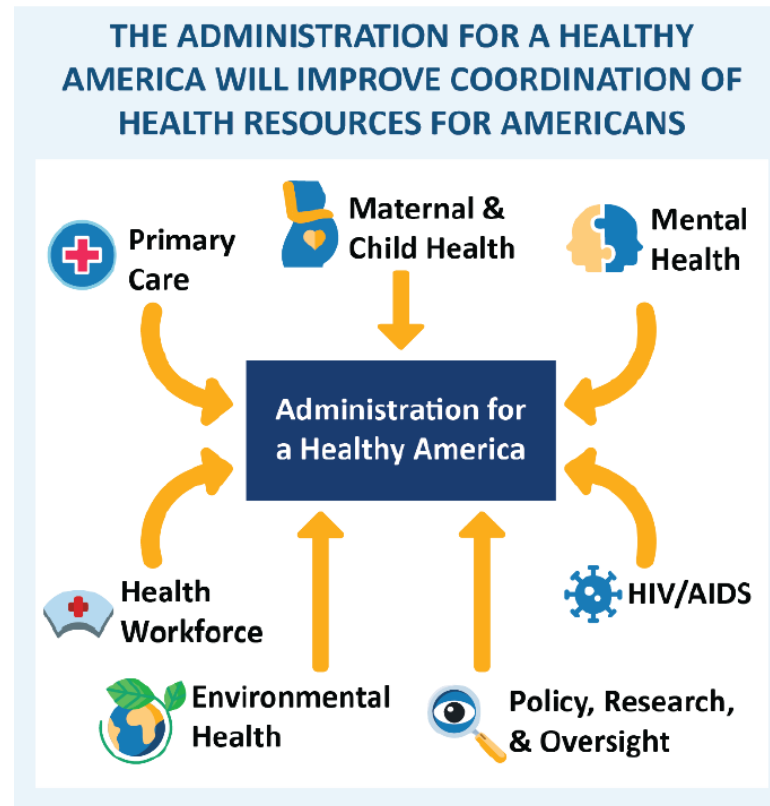 THE ADMINISTRATION FOR A HEALTHY
AMERICA WILL IMPROVE COORDINATION OF
HEALTH RESOURCES FOR AMERICANS
Primary
Care
Maternal &
Child Health
Mental
Health
Administration for
a Healthy America
Health
Workforce
HIV/AIDS
Environmental
Health
Policy, Research,
& Oversight